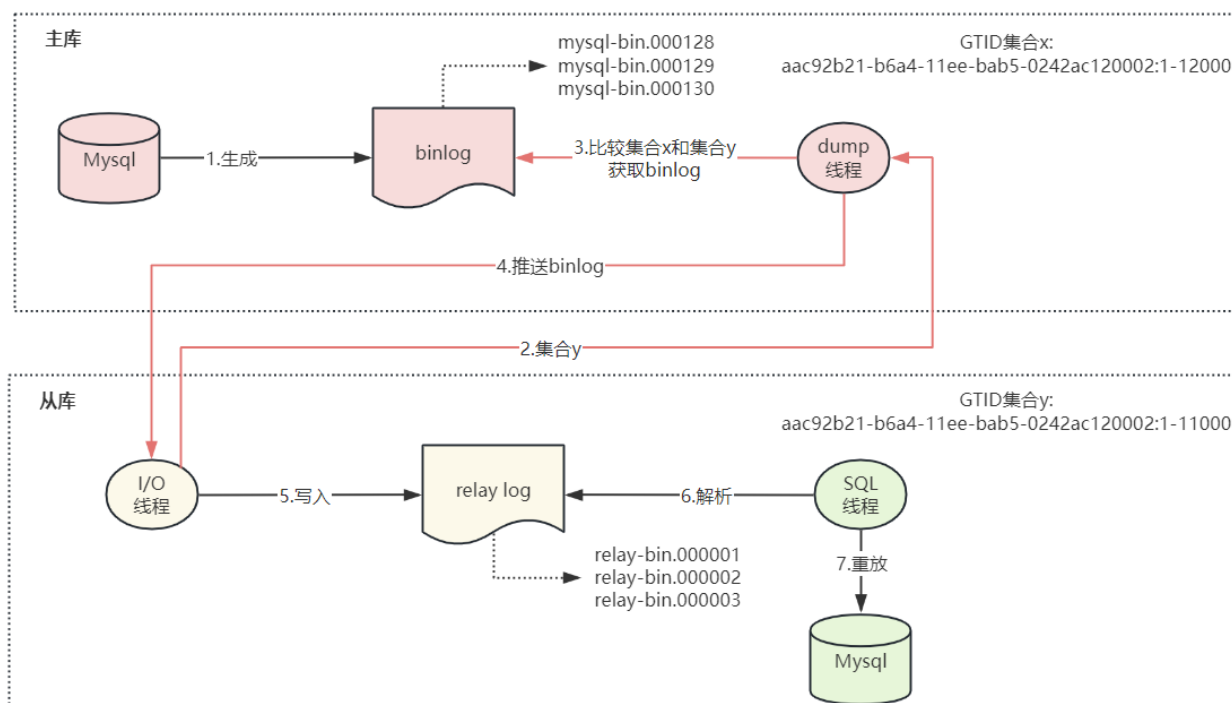 主库
mysql-bin.000128
mysql-bin.000129
mysql-bin.000130
GTID集合x:
aac92b21-b6a4-11ee-bab5-0242ac120002:1-12000
Mysql
1.生成
binlog
3.比较集合x和集合y
获取binlog
dump
线程
4.推送binlog
2.集合y
从库
GTID集合y:
aac92b21-b6a4-11ee-bab5-0242ac120002:1-11000
I/O
线程
5.写入
relay log
6.解析
SQL
线程
relay-bin.000001
relay-bin.000002
relay-bin.000003
7.重放
Mysql